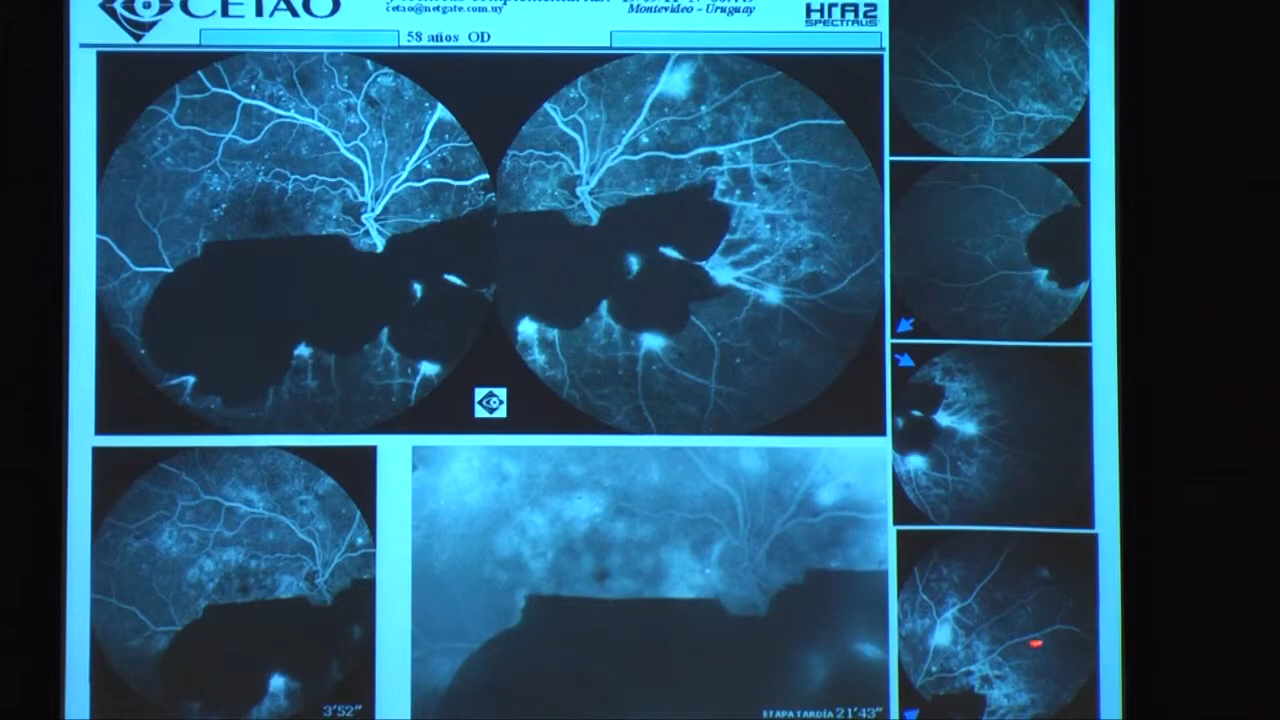 CETAO
cetao@netgate.com.uy
Montevideo - Uruguay
HRA2
SPECTRALIS
58 años OD
3'52"
ETAPA TARDÍA 21'43"